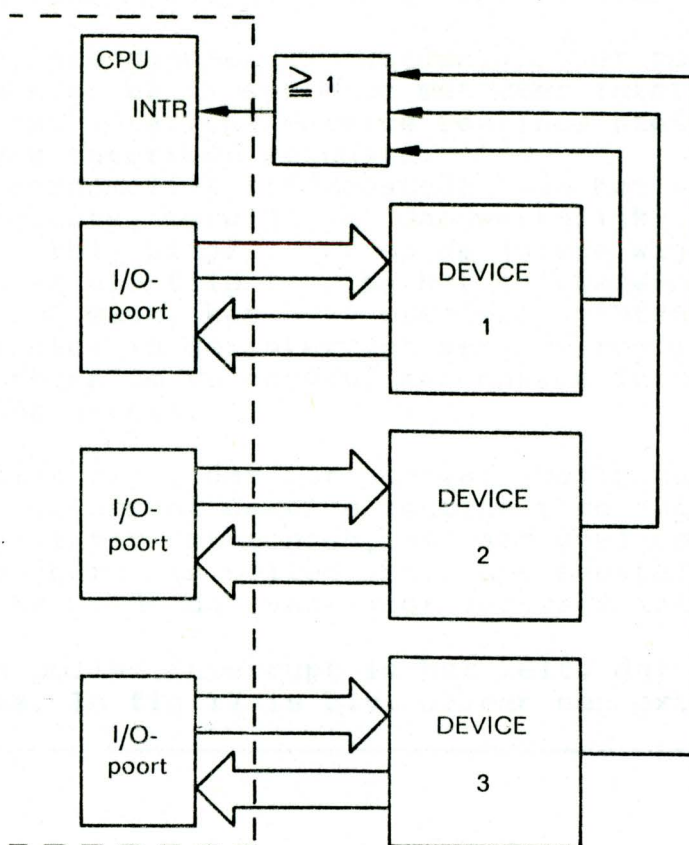 CPU
INTR
≧ 1
I/O-
poort
DEVICE
1
I/O-
poort
DEVICE
2
I/O-
poort
DEVICE
3